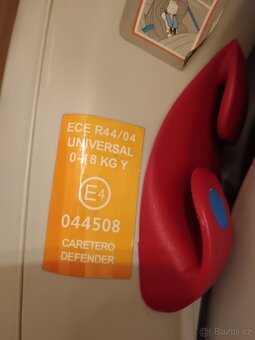 ECE R44/04
UNIVERSAL
0-18 KG Y
E4
044508
CARETERO
DEFENDER
Bazos.cz